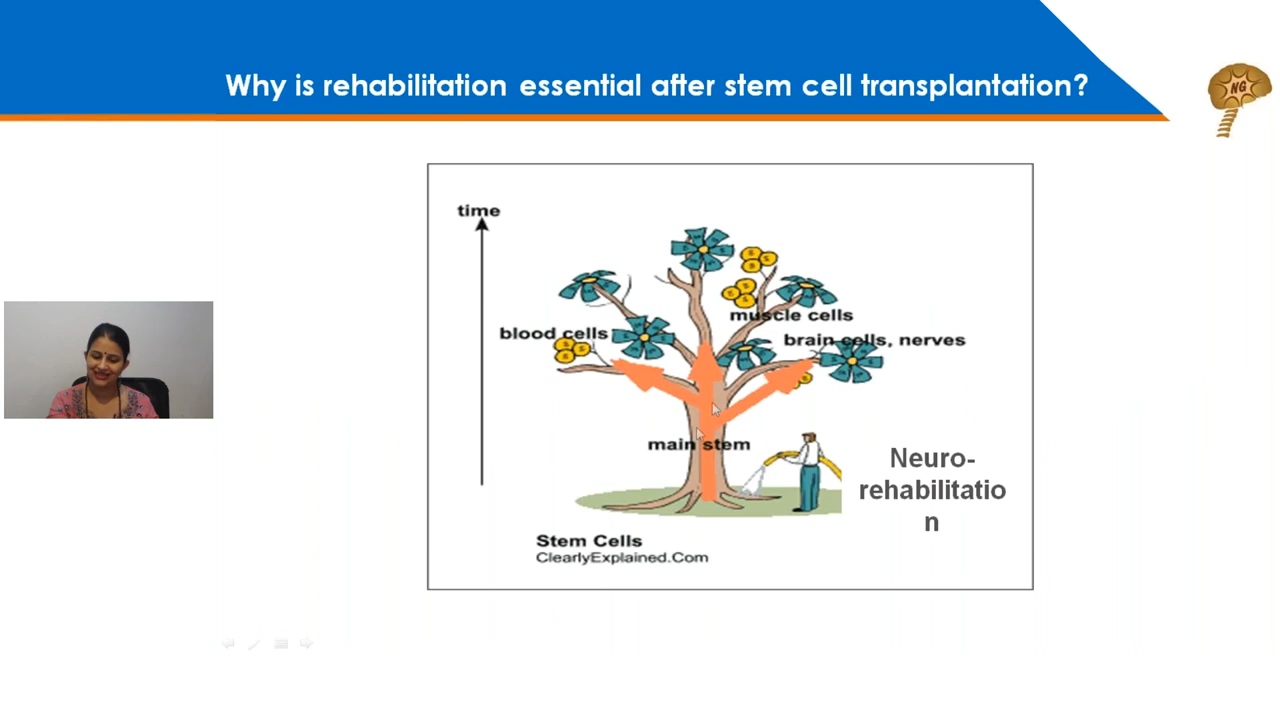 Why is rehabilitation essential after stem cell transplantation?
NG
time
muscle cells
blood cells
brain cells, nerves
main stem
Neuro-
rehabilitatio
n
Stem Cells
ClearlyExplained.Com